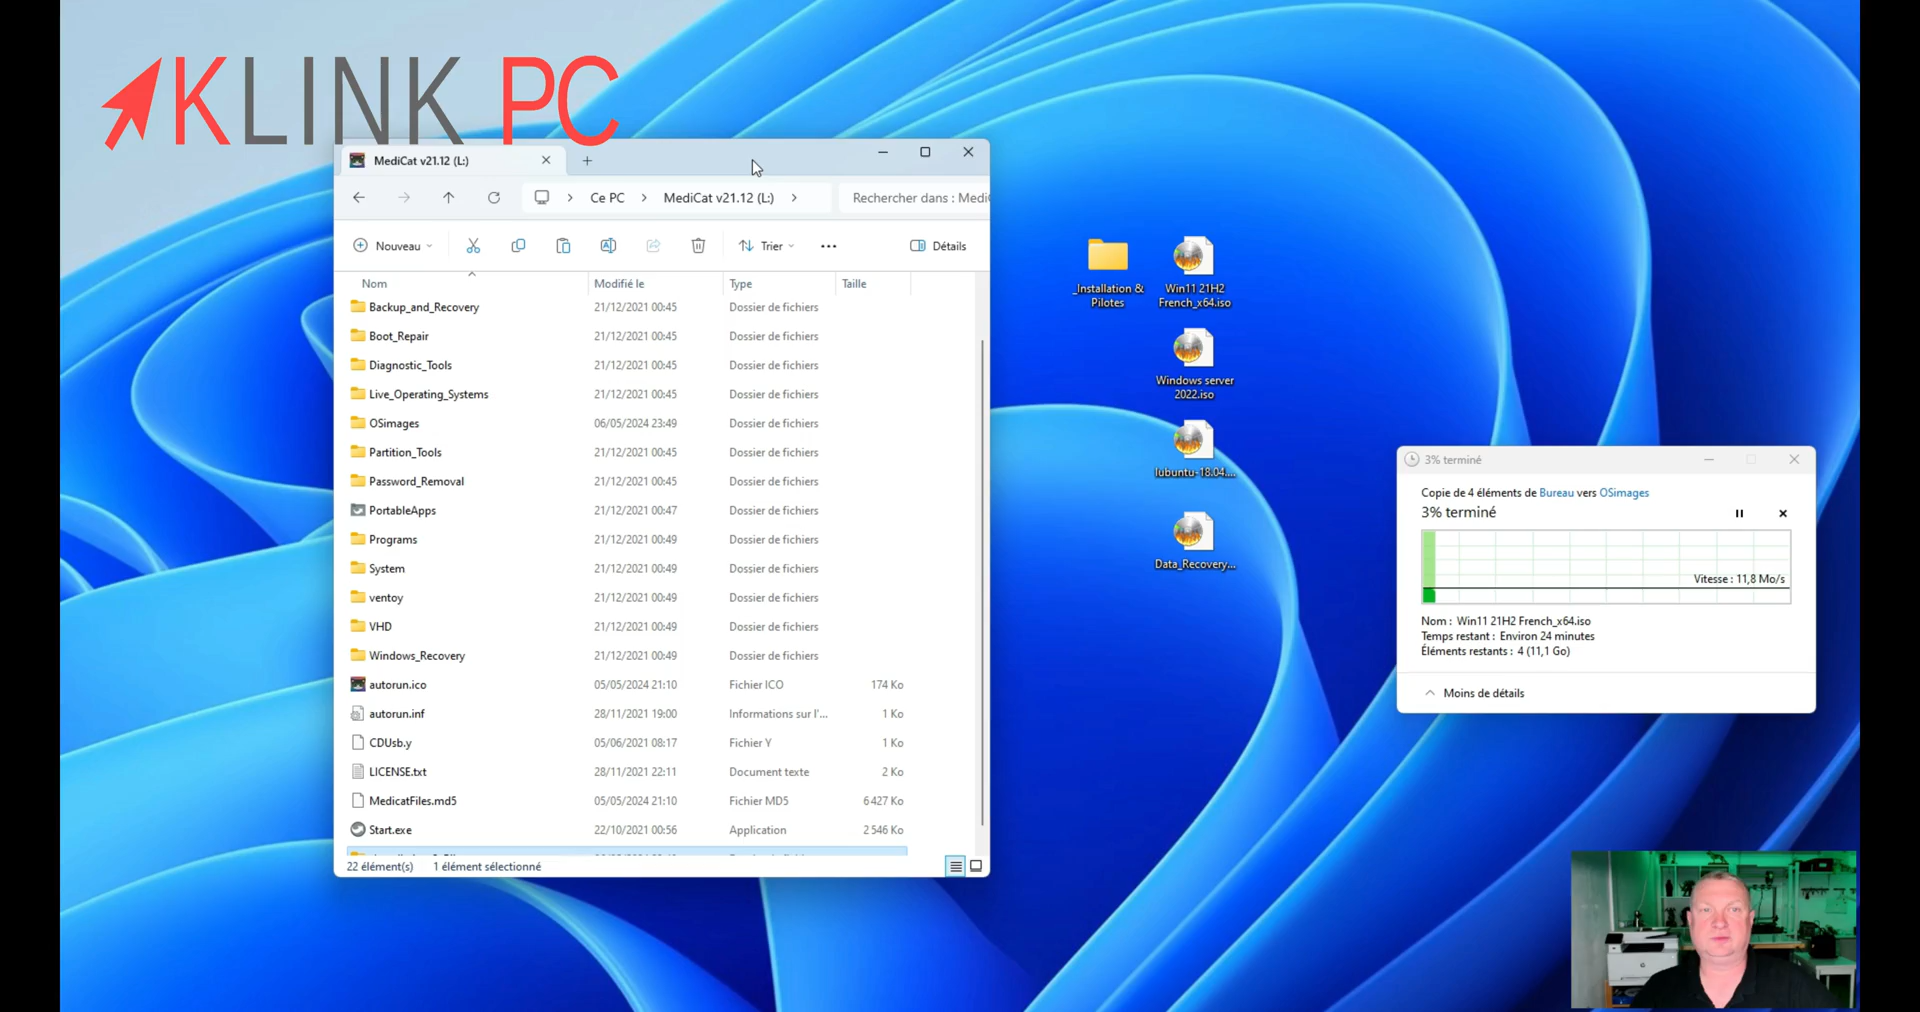 KLINK PC
MediCat v21.12 (L:)
Ce PC
MediCat v21.12 (L:)
Rechercher dans : Medi
Nouveau
Trier
Détails
Nom
Modifié le
Type
Taille
Backup_and_Recovery 21/12/2021 00:45 Dossier de fichiers
Boot_Repair 21/12/2021 00:45 Dossier de fichiers
Diagnostic_Tools 21/12/2021 00:45 Dossier de fichiers
Live_Operating_Systems 21/12/2021 00:45 Dossier de fichiers
OSimages 06/05/2024 23:49 Dossier de fichiers
Partition_Tools 21/12/2021 00:45 Dossier de fichiers
Password_Removal 21/12/2021 00:45 Dossier de fichiers
PortableApps 21/12/2021 00:47 Dossier de fichiers
Programs 21/12/2021 00:49 Dossier de fichiers
System 21/12/2021 00:49 Dossier de fichiers
ventoy 21/12/2021 00:49 Dossier de fichiers
VHD 21/12/2021 00:49 Dossier de fichiers
Windows_Recovery 21/12/2021 00:49 Dossier de fichiers
autorun.ico 05/05/2024 21:10 Fichier ICO 174 Ko
autorun.inf 28/11/2021 19:00 Informations sur l'... 1 Ko
CDUsb.y 05/06/2021 08:17 Fichier Y 1 Ko
LICENSE.txt 28/11/2021 22:11 Document texte 2 Ko
MedicatFiles.md5 05/05/2024 21:10 Fichier MD5 6 427 Ko
Start.exe 22/10/2021 00:56 Application 2 546 Ko
22 élément(s) 1 élément sélectionné
_Installation &
Pilotes
Win11 21H2
French_x64.iso
Windows server
2022.iso
lubuntu-18.04....
Data_Recovery...
3% terminé
Copie de 4 éléments de Bureau vers OSimages
3% terminé
Vitesse : 11,8 Mo/s
Nom : Win11 21H2 French_x64.iso
Temps restant : Environ 24 minutes
Éléments restants : 4 (11,1 Go)
Moins de détails